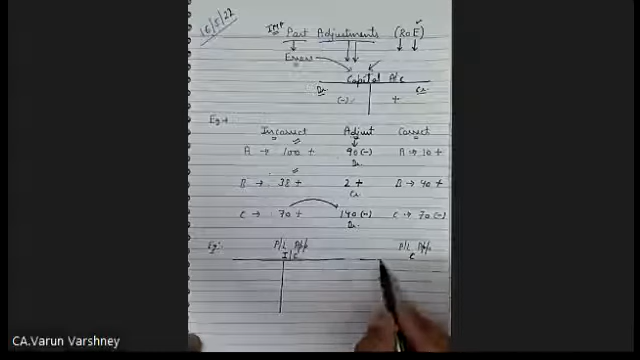 16/5/22
IMP Past Adjustments (RoE)
Errors
Capital A/c
Dr. Cr.
(-) +
Eg →
Incorrect Adjust Correct
A → 100 + 90 (-) A → 10 +
Dr.
B → 38 + 2 + B → 40 +
Cr.
C → 70 + 140 (-) C → 70 (-)
Dr.
Eg: P/L App P/L App
I/C C
CA.Varun Varshney